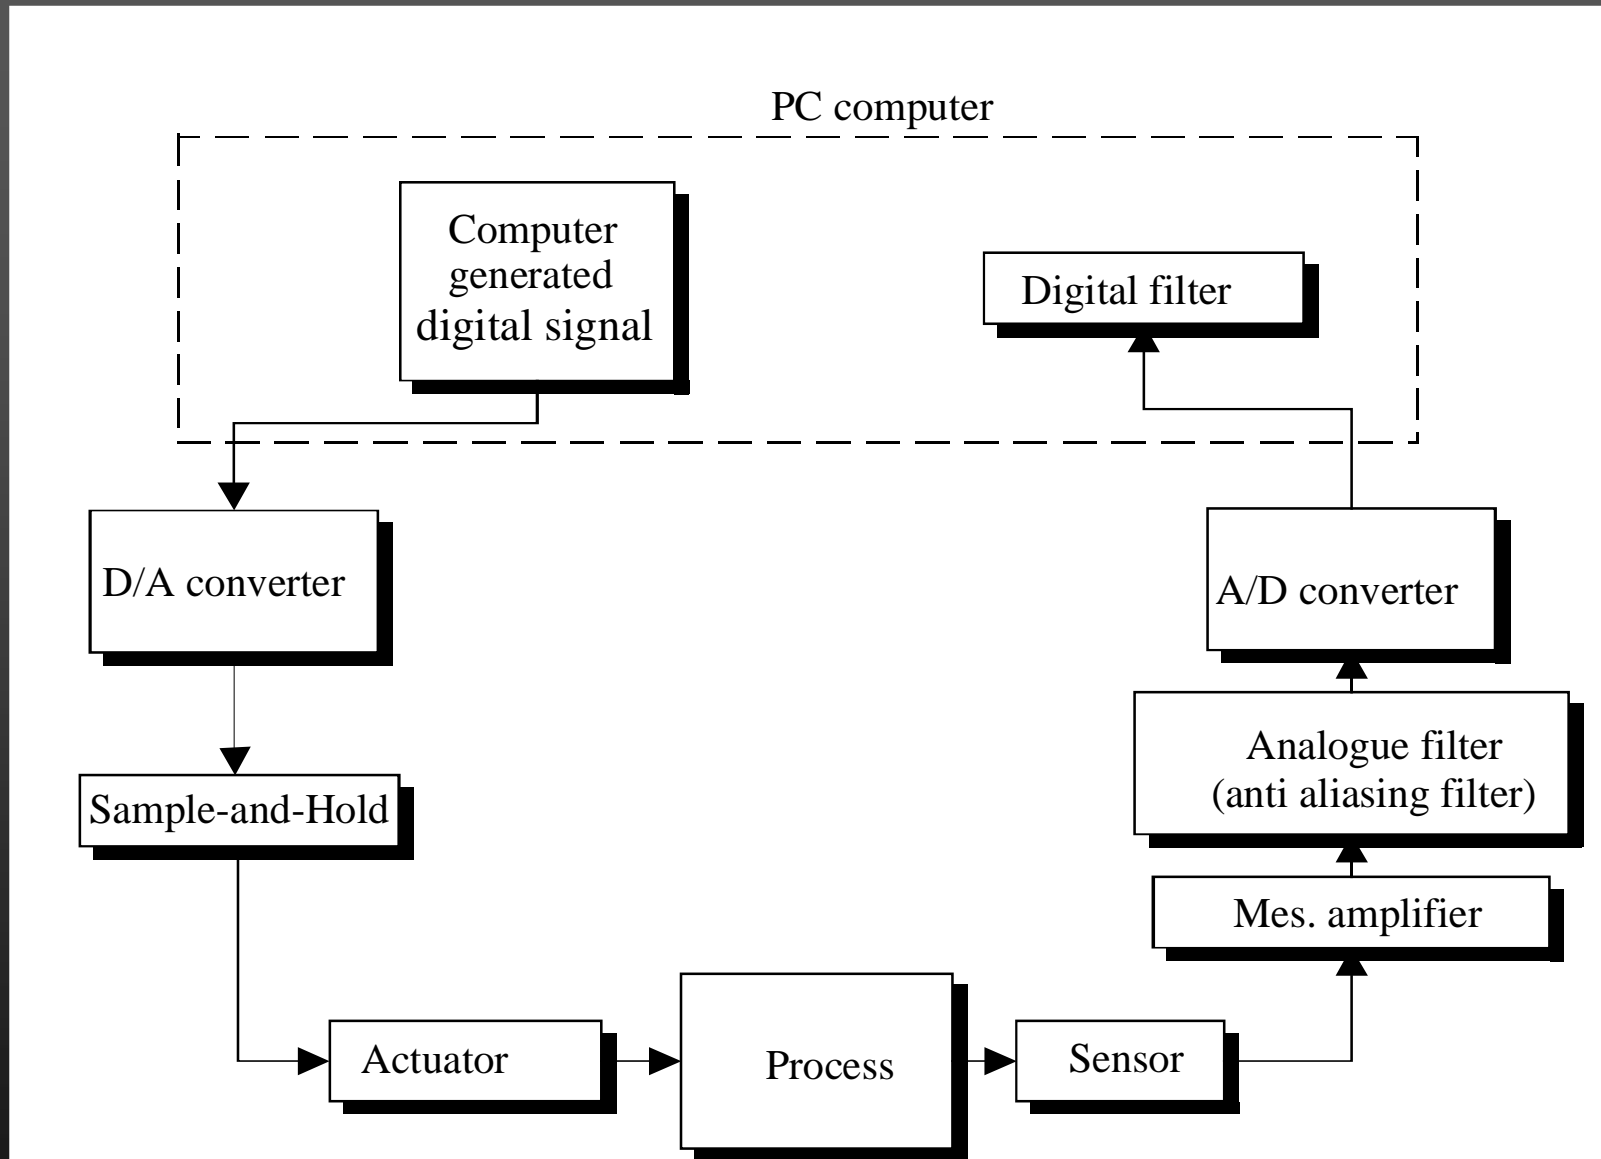 PC computer
Computer
generated
digital signal
Digital filter
D/A converter
A/D converter
Sample-and-Hold
Analogue filter
(anti aliasing filter)
Mes. amplifier
Actuator
Process
Sensor